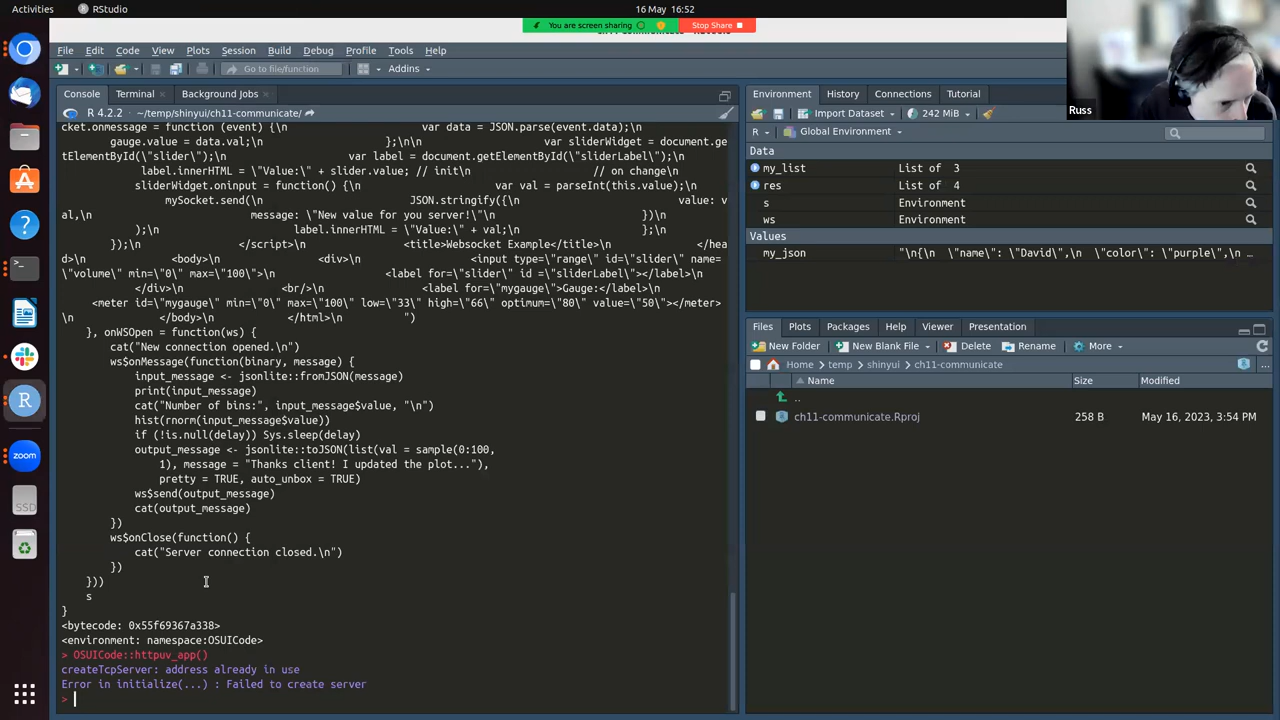 Activities
RStudio
16 May 16:52
You are screen sharing
Stop Share
File Edit Code View Plots Session Build Debug Profile Tools Help
Go to file/function
Addins
Russ
Console Terminal Background Jobs
R 4.2.2 · ~/temp/shinyui/ch11-communicate/
cket.onmessage = function (event) {\n var data = JSON.parse(event.data);\n
gauge.value = data.val;\n };\n\n var sliderWidget = document.ge
tElementById(\"slider\");\n var label = document.getElementById(\"sliderLabel\");\n
label.innerHTML = \"Value:\" + slider.value; // init\n // on change\n
sliderWidget.oninput = function() {\n var val = parseInt(this.value);\n
mySocket.send(\n JSON.stringify({\n value: v
al,\n message: \"New value for you server!\"\n })\n
);\n label.innerHTML = \"Value:\" + val;\n };\n
});\n </script>\n <title>Websocket Example</title>\n </hea
d>\n <body>\n <div>\n <input type=\"range\" id=\"slider\" name=
\"volume\" min=\"0\" max=\"100\">\n <label for=\"slider\" id =\"sliderLabel\"></label>\n
</div>\n <br/>\n <label for=\"mygauge\">Gauge:</label>\n
<meter id=\"mygauge\" min=\"0\" max=\"100\" low=\"33\" high=\"66\" optimum=\"80\" value=\"50\"></meter>
\n </body>\n </html>\n ")
}, onWSOpen = function(ws) {
cat("New connection opened.\n")
ws$onMessage(function(binary, message) {
input_message <- jsonlite::fromJSON(message)
print(input_message)
cat("Number of bins:", input_message$value, "\n")
hist(rnorm(input_message$value))
if (!is.null(delay)) Sys.sleep(delay)
output_message <- jsonlite::toJSON(list(val = sample(0:100,
1), message = "Thanks client! I updated the plot..."),
pretty = TRUE, auto_unbox = TRUE)
ws$send(output_message)
cat(output_message)
})
ws$onClose(function() {
cat("Server connection closed.\n")
})
}))
s
}
<bytecode: 0x55f69367a338>
<environment: namespace:OSUICode>
> OSUICode::httpuv_app()
createTcpServer: address already in use
Error in initialize(...) : Failed to create server
>
Environment History Connections Tutorial
Import Dataset 242 MiB
R Global Environment
Data
my_list List of 3
res List of 4
s Environment
ws Environment
Values
my_json "\n{\n \"name\": \"David\",\n \"color\": \"purple\",\n …
Files Plots Packages Help Viewer Presentation
New Folder New Blank File Delete Rename More
Home temp shinyui ch11-communicate
Name Size Modified
..
ch11-communicate.Rproj 258 B May 16, 2023, 3:54 PM